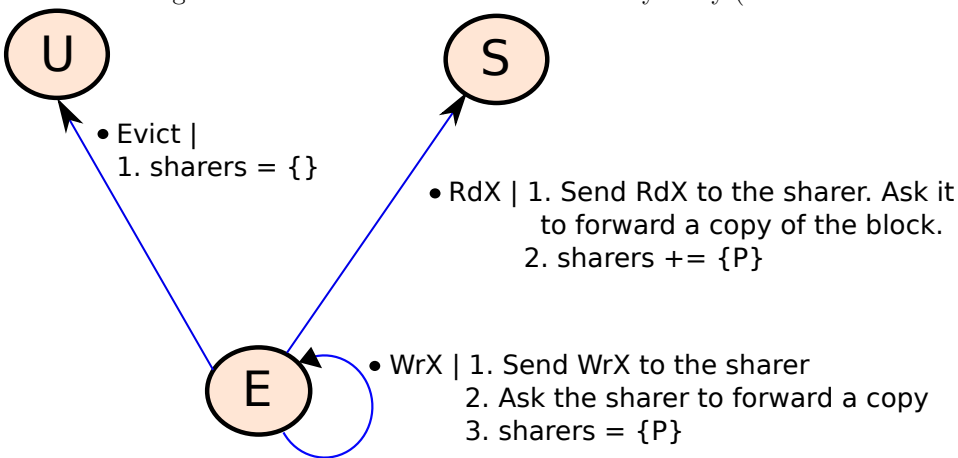 U
S
• Evict |
1. sharers = {}
• RdX | 1. Send RdX to the sharer. Ask it
to forward a copy of the block.
2. sharers += {P}
E
• WrX | 1. Send WrX to the sharer
2. Ask the sharer to forward a copy
3. sharers = {P}